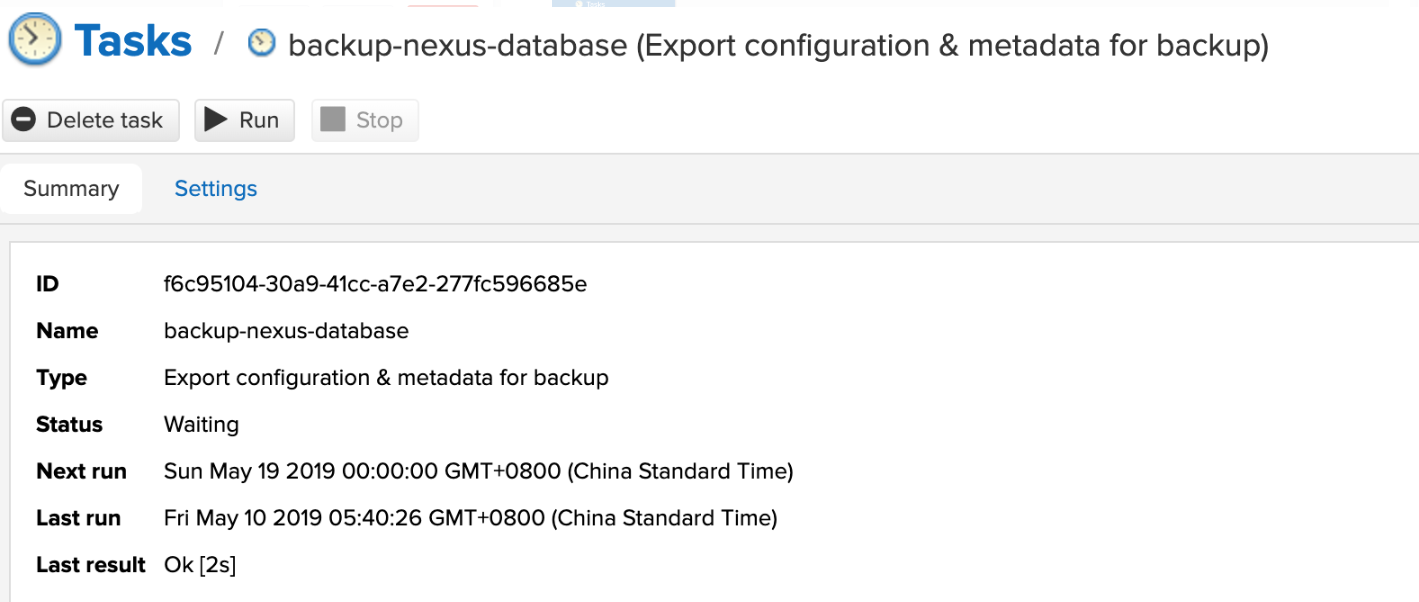 Tasks / backup-nexus-database (Export configuration & metadata for backup)
Delete task Run Stop
Summary Settings
ID f6c95104-30a9-41cc-a7e2-277fc596685e
Name backup-nexus-database
Type Export configuration & metadata for backup
Status Waiting
Next run Sun May 19 2019 00:00:00 GMT+0800 (China Standard Time)
Last run Fri May 10 2019 05:40:26 GMT+0800 (China Standard Time)
Last result Ok [2s]